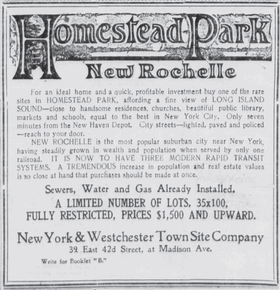 Homestead Park
New Rochelle
For an ideal home and a quick, profitable investment buy one of the rare
sites in HOMESTEAD PARK, affording a fine view of LONG ISLAND
SOUND—close to handsome residences, churches, beautiful public library,
markets and schools, equal to the best in New York City. Only seven
minutes from the New Haven Depot. City streets—lighted, paved and policed
—reach to your door.
NEW ROCHELLE is the most popular suburban city near New York,
having steadily grown in wealth and population when served by only one
railroad. IT IS NOW TO HAVE THREE MODERN RAPID TRANSIT
SYSTEMS. A TREMENDOUS increase in population and real estate values
is so close at hand that purchases should be made at once.
Sewers, Water and Gas Already Installed.
A LIMITED NUMBER OF LOTS, 35x100,
FULLY RESTRICTED, PRICES $1,500 AND UPWARD.
New York & Westchester Town Site Company
39 East 42d Street, at Madison Ave.
Write for Booklet "B."